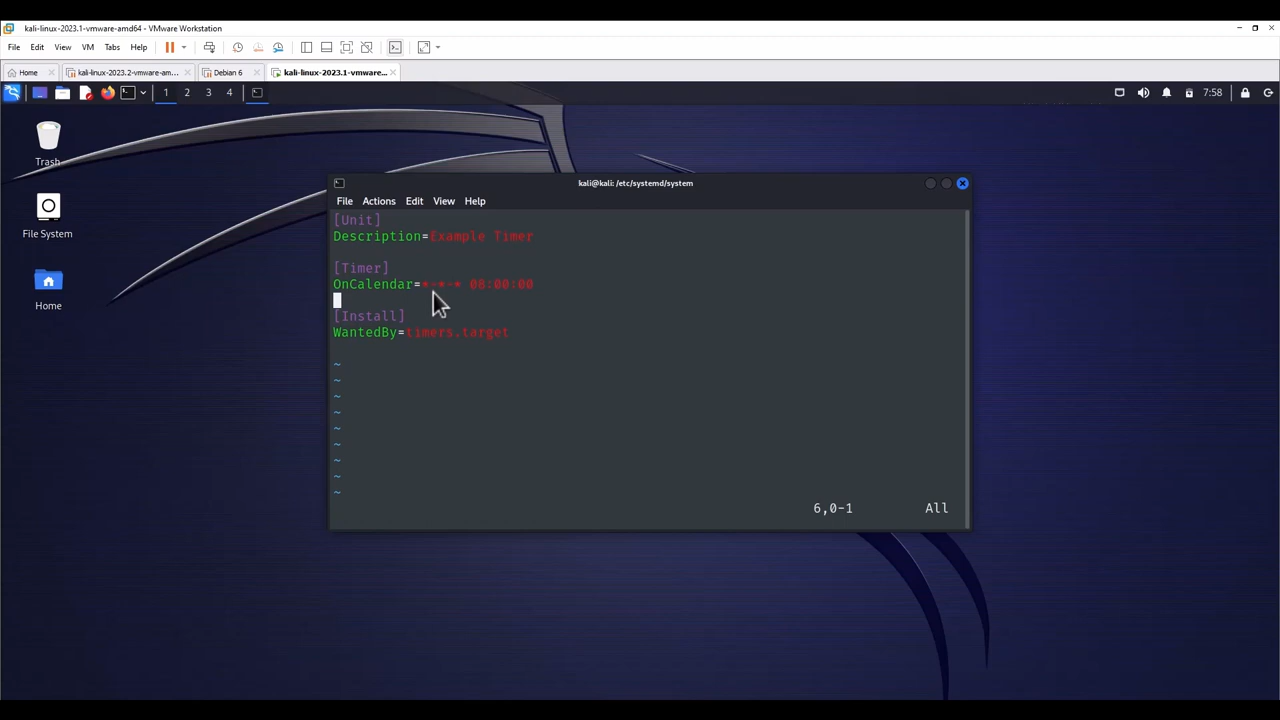 kali-linux-2023.1-vmware-amd64 - VMware Workstation
File Edit View VM Tabs Help
Home kali-linux-2023.2-vmware-am... Debian 6 kali-linux-2023.1-vmware...
1 2 3 4 7:58
Trash
File System
Home
kali@kali: /etc/systemd/system
File Actions Edit View Help
[Unit]
Description=Example Timer
[Timer]
OnCalendar=*-*-* 08:00:00
[Install]
WantedBy=timers.target
~
~
~
~
~
~
~
~
~
6,0-1 All